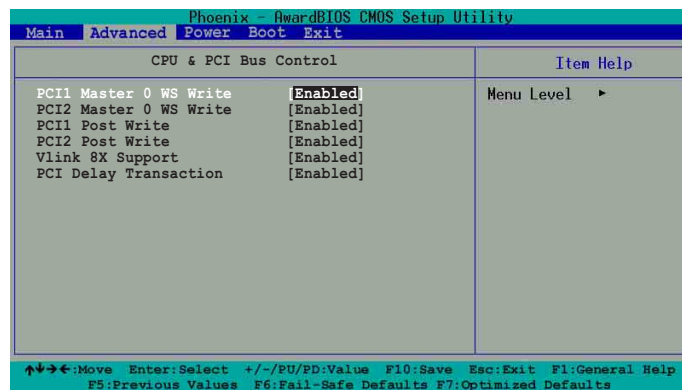 Phoenix - AwardBIOS CMOS Setup Utility
Main Advanced Power Boot Exit
CPU & PCI Bus Control
Item Help
PCI1 Master 0 WS Write [Enabled]
PCI2 Master 0 WS Write [Enabled]
PCI1 Post Write [Enabled]
PCI2 Post Write [Enabled]
Vlink 8X Support [Enabled]
PCI Delay Transaction [Enabled]
Menu Level ►
↑↓→←:Move Enter:Select +/-/PU/PD:Value F10:Save Esc:Exit F1:General Help
F5:Previous Values F6:Fail-Safe Defaults F7:Optimized Defaults